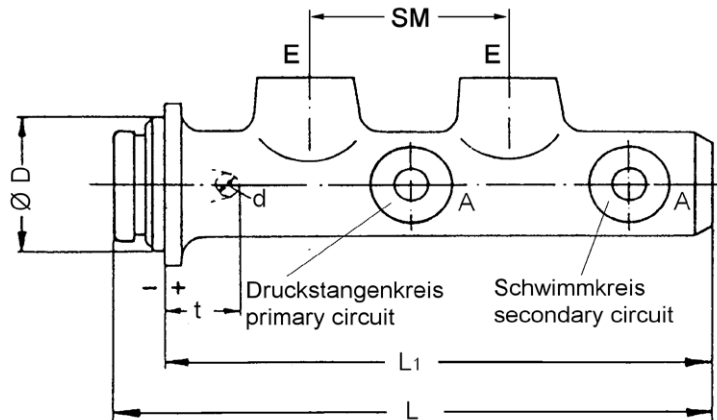 SM
E E
Ø D
d
A A
- +
t
Druckstangenkreis
primary circuit
Schwimmkreis
secondary circuit
L1
L